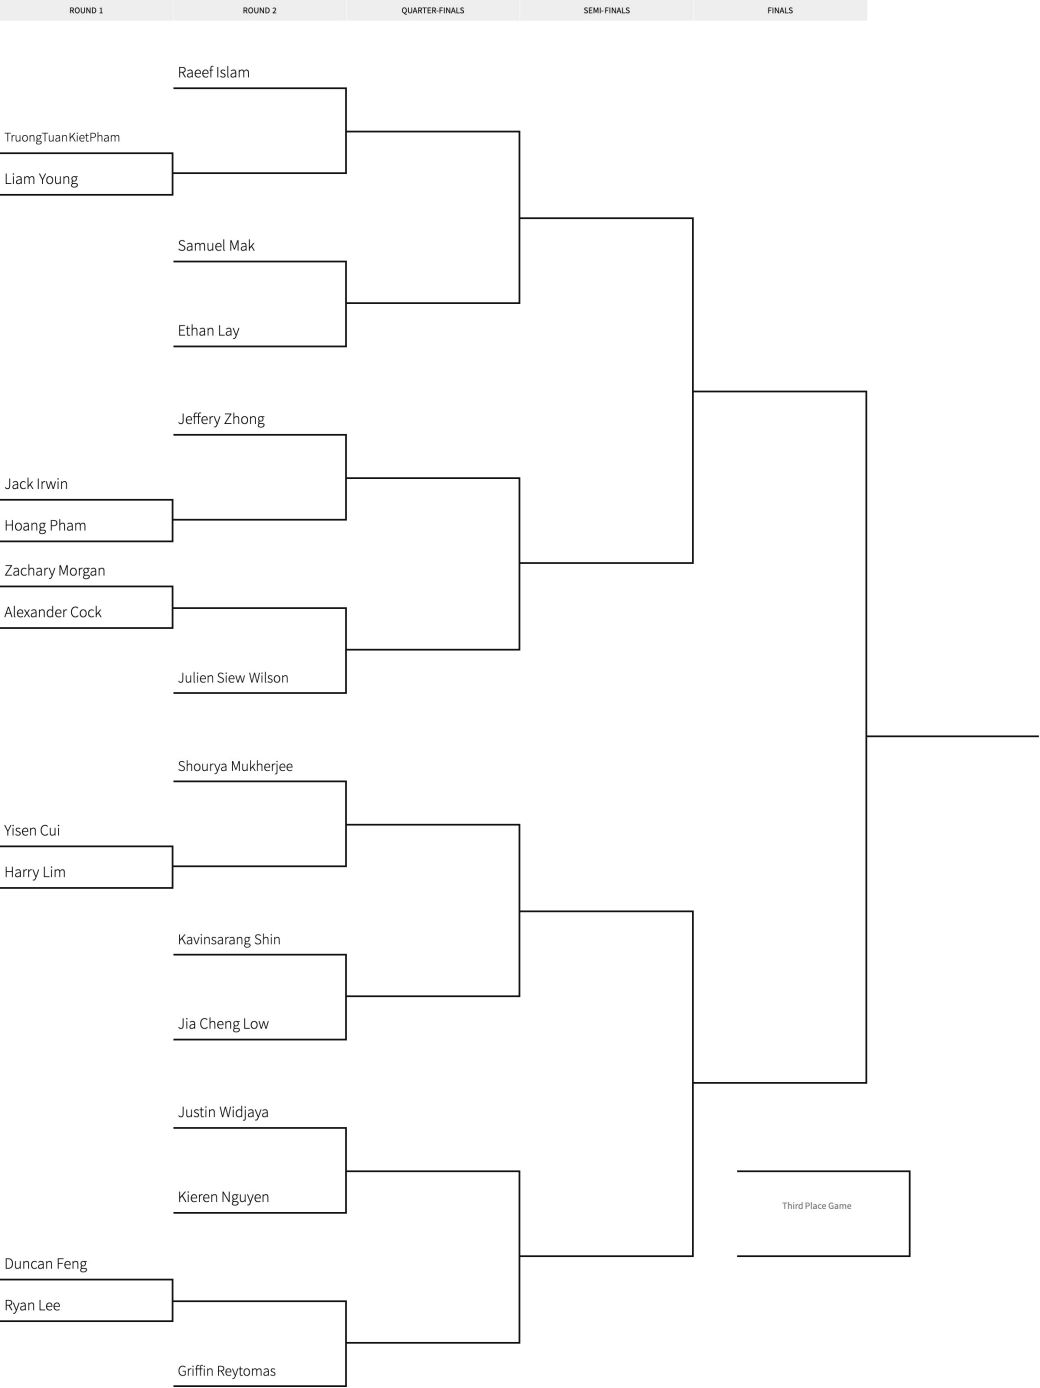 ROUND 1
ROUND 2
QUARTER-FINALS
SEMI-FINALS
FINALS
Raeef Islam
TruongTuanKietPham
Liam Young
Samuel Mak
Ethan Lay
Jeffery Zhong
Jack Irwin
Hoang Pham
Zachary Morgan
Alexander Cock
Julien Siew Wilson
Shourya Mukherjee
Yisen Cui
Harry Lim
Kavinsarang Shin
Jia Cheng Low
Justin Widjaya
Kieren Nguyen
Third Place Game
Duncan Feng
Ryan Lee
Griffin Reytomas